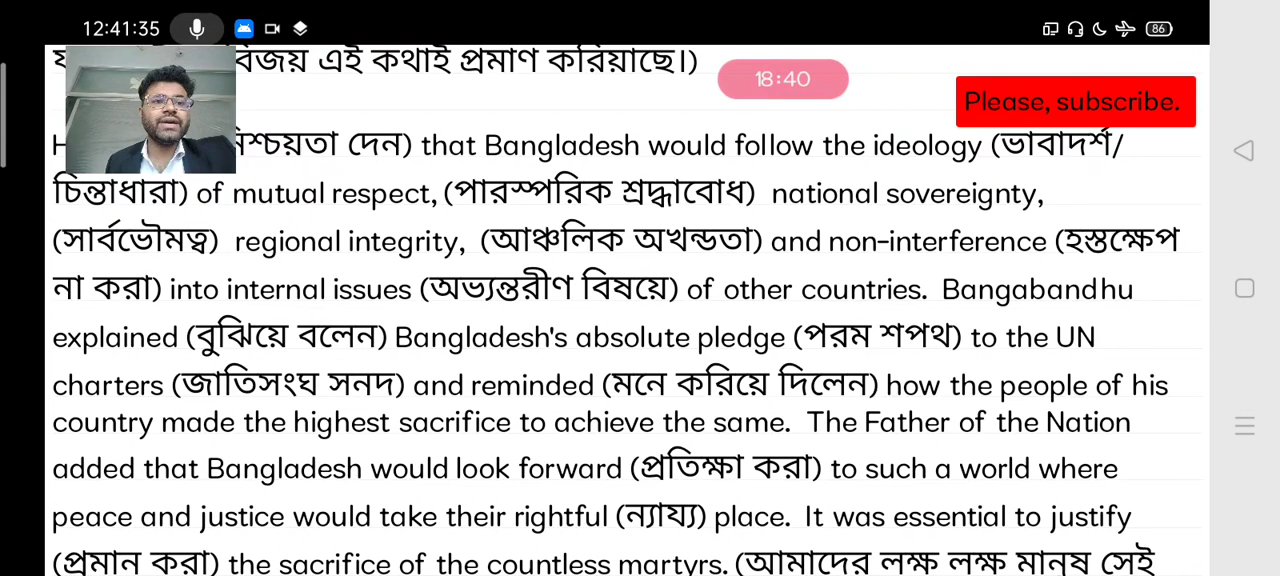 12:41:35
86
বিজয় এই কথাই প্রমাণ করিয়াছে।)
18:40
Please, subscribe.
নিশ্চয়তা দেন) that Bangladesh would follow the ideology (ভাবাদর্শ/
চিন্তাধারা) of mutual respect, (পারস্পরিক শ্রদ্ধাবোধ) national sovereignty,
(সার্বভৌমত্ব) regional integrity, (আঞ্চলিক অখন্ডতা) and non-interference (হস্তক্ষেপ
না করা) into internal issues (অভ্যন্তরীণ বিষয়ে) of other countries. Bangabandhu
explained (বুঝিয়ে বলেন) Bangladesh's absolute pledge (পরম শপথ) to the UN
charters (জাতিসংঘ সনদ) and reminded (মনে করিয়ে দিলেন) how the people of his
country made the highest sacrifice to achieve the same. The Father of the Nation
added that Bangladesh would look forward (প্রতিক্ষা করা) to such a world where
peace and justice would take their rightful (ন্যায্য) place. It was essential to justify
(প্রমান করা) the sacrifice of the countless martyrs. (আমাদের লক্ষ লক্ষ মানুষ সেই